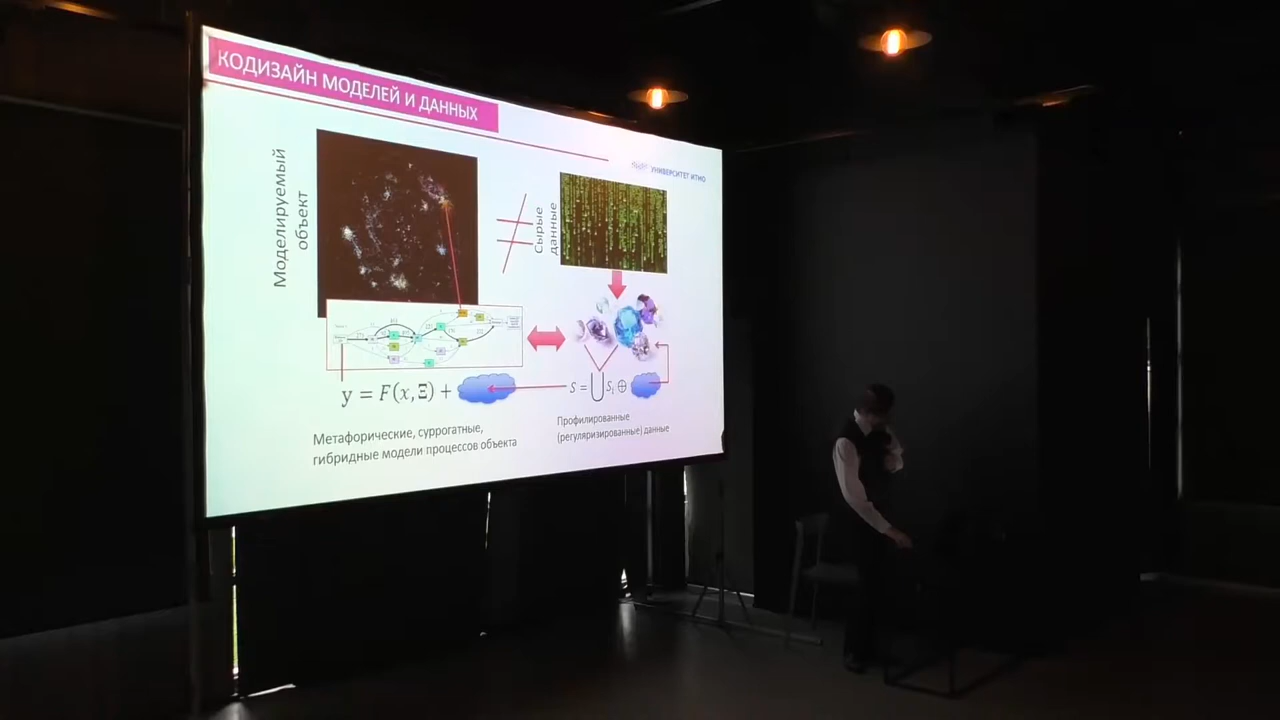 КОДИЗАЙН МОДЕЛЕЙ И ДАННЫХ
УНИВЕРСИТЕТ ИТМО
Моделируемый
объект
Сырые
данные
y = F(x, Ξ) +
S = ⋃ Sᵢ ⊕
Метафорические, суррогатные,
гибридные модели процессов объекта
Профилированные
(регуляризированные) данные